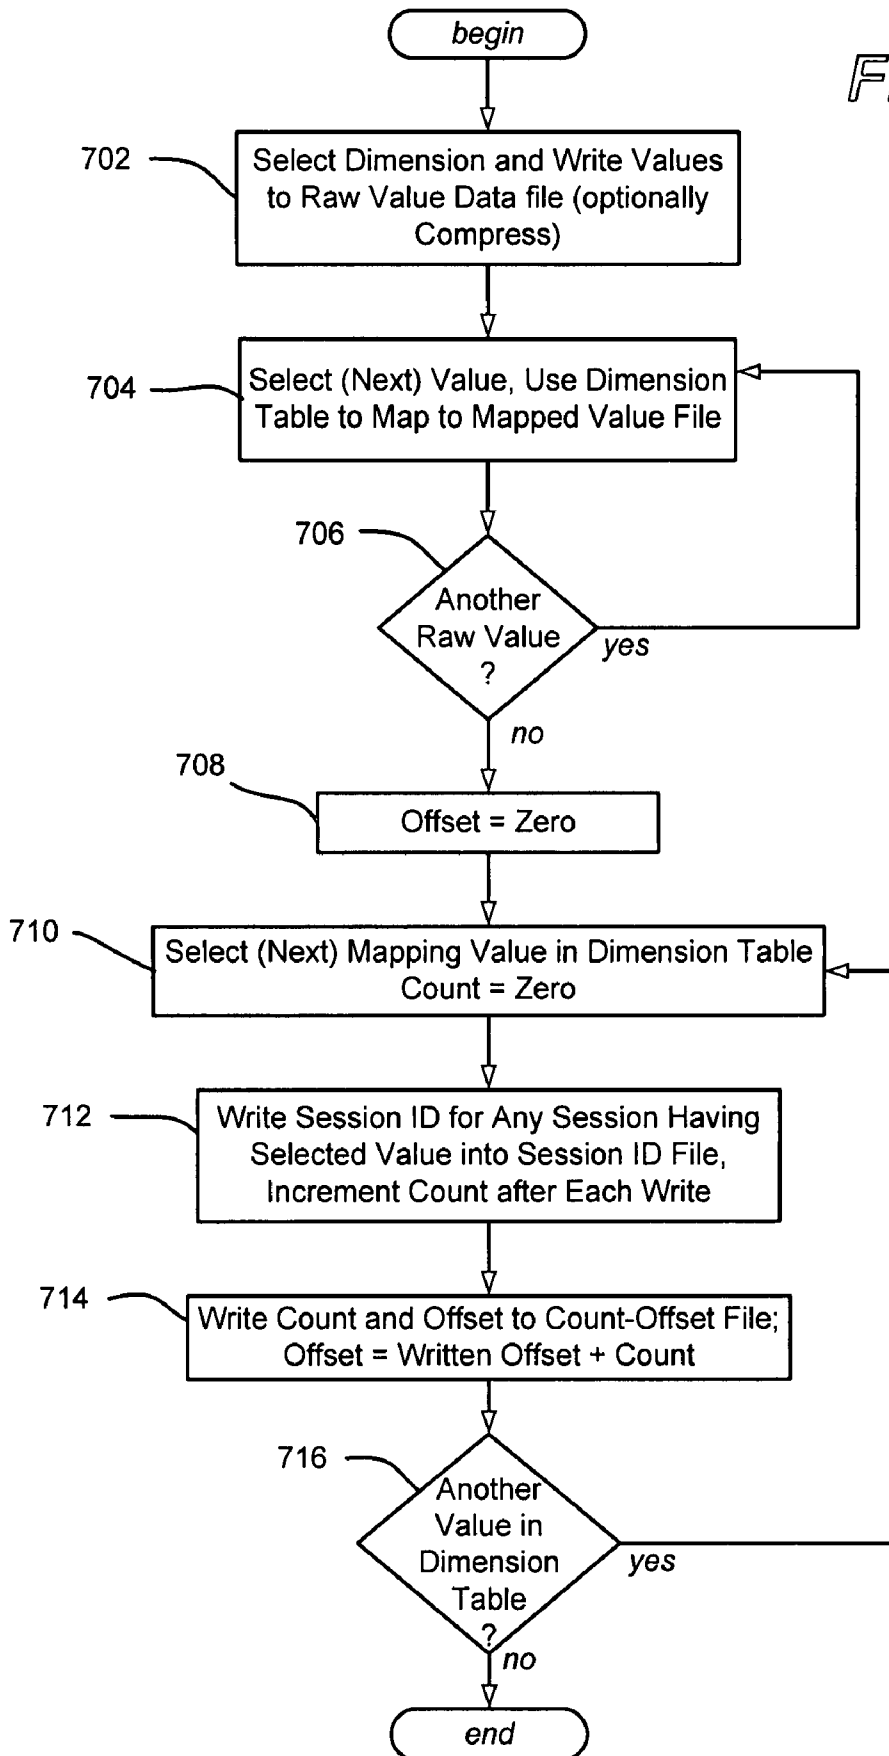 begin
F
702
Select Dimension and Write Values
to Raw Value Data file (optionally
Compress)
704
Select (Next) Value, Use Dimension
Table to Map to Mapped Value File
706
Another
Raw Value
?
yes
no
708
Offset = Zero
710
Select (Next) Mapping Value in Dimension Table
Count = Zero
712
Write Session ID for Any Session Having
Selected Value into Session ID File,
Increment Count after Each Write
714
Write Count and Offset to Count-Offset File;
Offset = Written Offset + Count
716
Another
Value in
Dimension
Table
?
yes
no
end